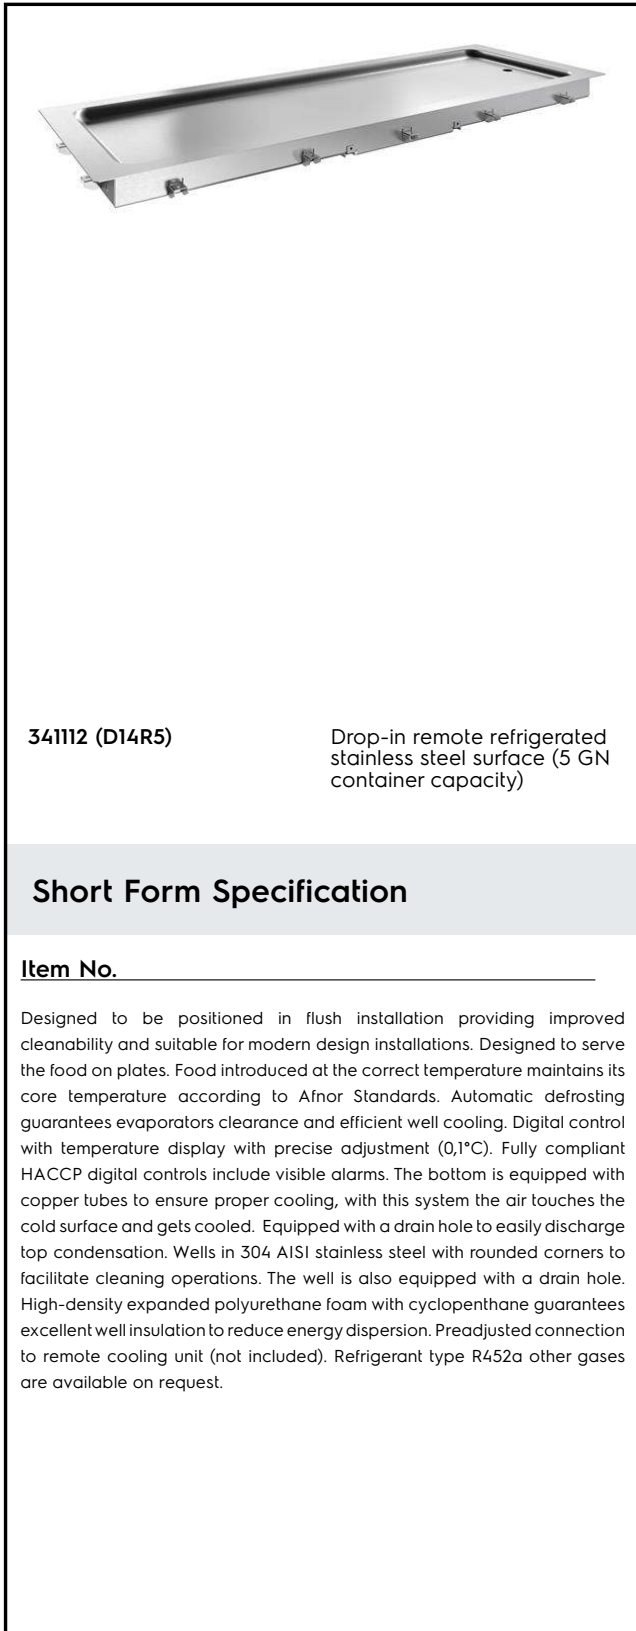 341112 (D14R5)
Drop-in remote refrigerated
stainless steel surface (5 GN
container capacity)
Short Form Specification
Item No.
Designed to be positioned in flush installation providing improved
cleanability and suitable for modern design installations. Designed to serve
the food on plates. Food introduced at the correct temperature maintains its
core temperature according to Afnor Standards. Automatic defrosting
guarantees evaporators clearance and efficient well cooling. Digital control
with temperature display with precise adjustment (0,1°C). Fully compliant
HACCP digital controls include visible alarms. The bottom is equipped with
copper tubes to ensure proper cooling, with this system the air touches the
cold surface and gets cooled. Equipped with a drain hole to easily discharge
top condensation. Wells in 304 AISI stainless steel with rounded corners to
facilitate cleaning operations. The well is also equipped with a drain hole.
High-density expanded polyurethane foam with cyclopenthane guarantees
excellent well insulation to reduce energy dispersion. Preadjusted connection
to remote cooling unit (not included). Refrigerant type R452a other gases
are available on request.